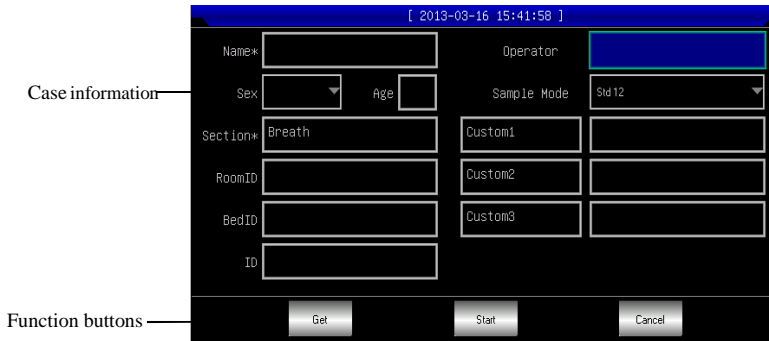 [ 2013-03-16 15:41:58 ]
Name* Operator
Case information Sex Age Sample Mode Std 12
Section* Breath Custom1
RoomID Custom2
BedID Custom3
ID
Function buttons Get Start Cancel